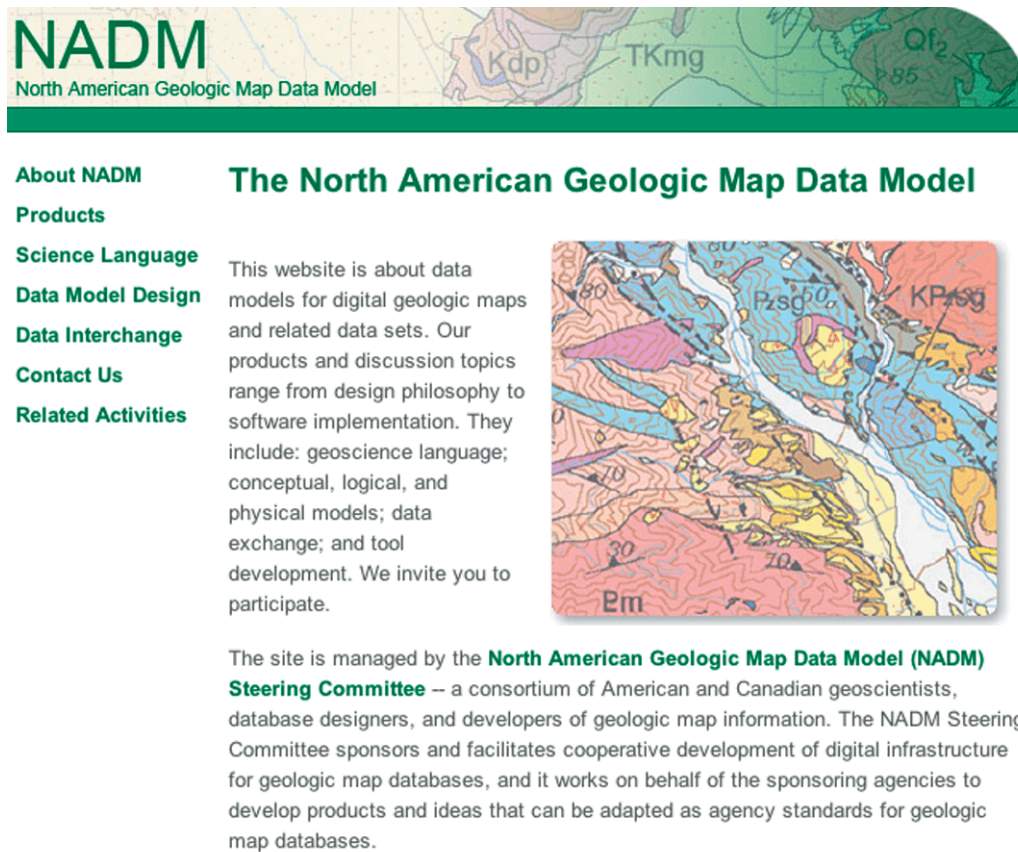 NADM
North American Geologic Map Data Model
Kdp
TKmg
Qf2
85
About NADM
Products
Science Language
Data Model Design
Data Interchange
Contact Us
Related Activities
The North American Geologic Map Data Model
This website is about data
models for digital geologic maps
and related data sets. Our
products and discussion topics
range from design philosophy to
software implementation. They
include: geoscience language;
conceptual, logical, and
physical models; data
exchange; and tool
development. We invite you to
participate.
60
80
Pzsg
50
70
30
70
The site is managed by the North American Geologic Map Data Model (NADM)
Steering Committee -- a consortium of American and Canadian geoscientists,
database designers, and developers of geologic map information. The NADM Steering
Committee sponsors and facilitates cooperative development of digital infrastructure
for geologic map databases, and it works on behalf of the sponsoring agencies to
develop products and ideas that can be adapted as agency standards for geologic
map databases.